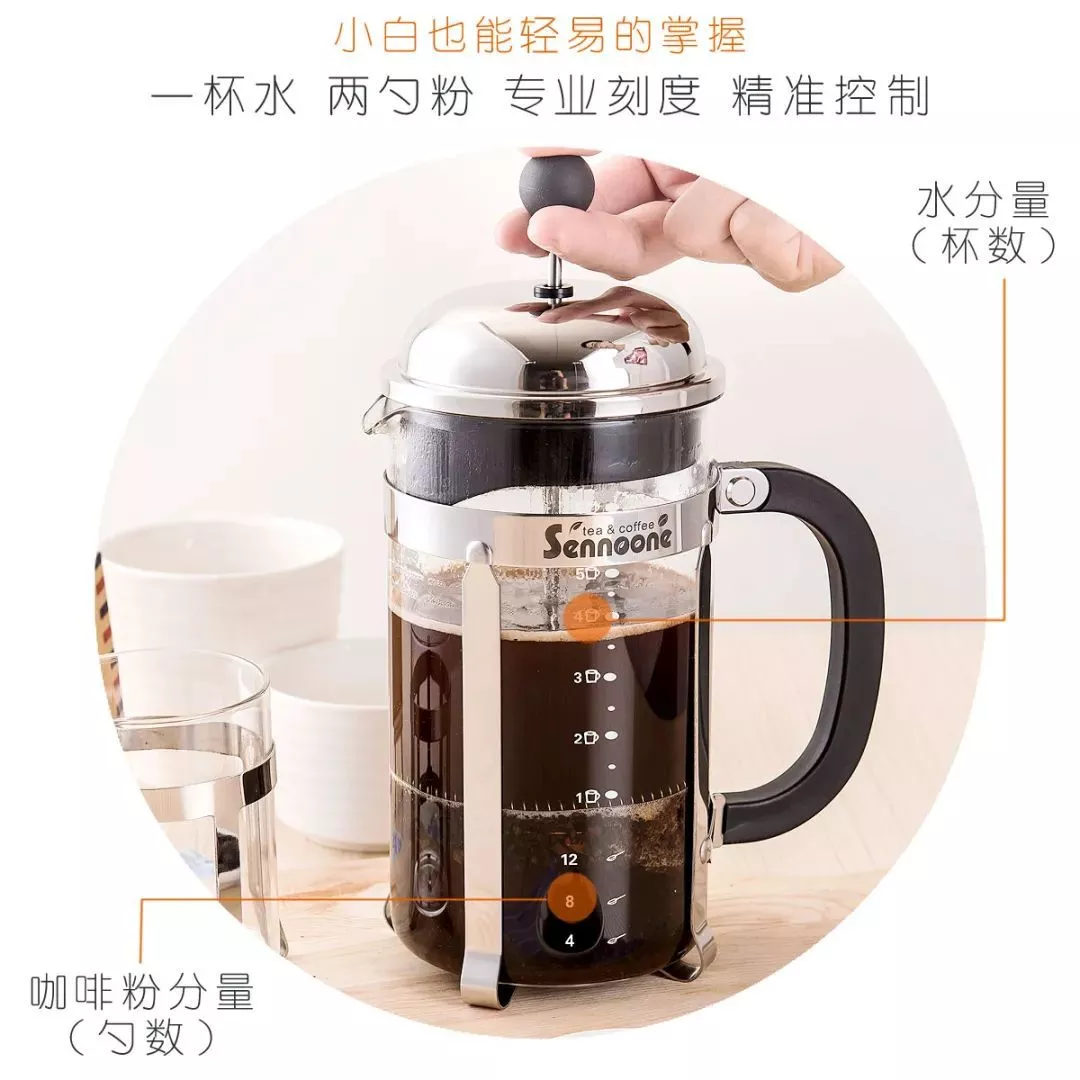 小白也能轻易的掌握
一杯水 两勺粉 专业刻度 精准控制
水分量
（杯数）
tea & coffee
Sennoone
5
4
3
2
1
12
8
4
咖啡粉分量
（勺数）